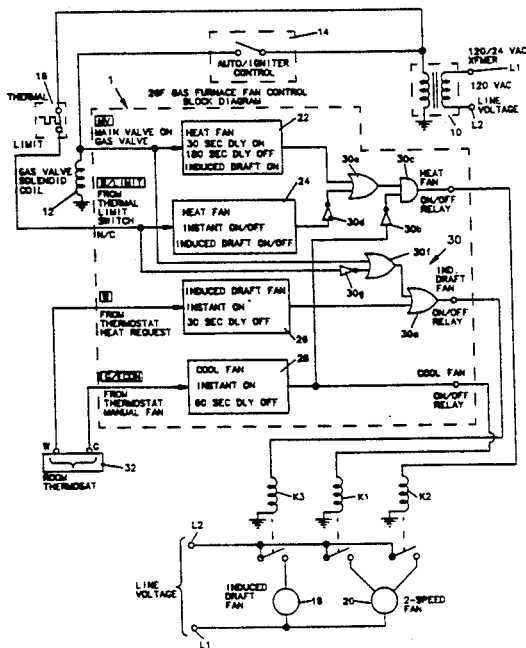 14
120/24 VAC
XFMER
L1
120 VAC
LINE
VOLTAGE
L2
10
AUTO/IGNITER
CONTROL
26F GAS FURNACE FAN CONTROL
BLOCK DIAGRAM
16
THERMAL
LIMIT
1
MV
MAIN VALVE ON
GAS VALVE
22
HEAT FAN
30 SEC DLY ON
180 SEC DLY OFF
INDUCED DRAFT ON
30a
30c
HEAT
FAN
ON/OFF
RELAY
GAS VALVE
SOLENOID
COIL
12
B/LIMIT
FROM
THERMAL
LIMIT
SWITCH
N/C
24
HEAT FAN
INSTANT ON/OFF
INDUCED DRAFT ON/OFF
30d
30b
30
30f
30g
IND.
DRAFT
FAN
ON/OFF
RELAY
30e
W
FROM
THERMOSTAT
HEAT REQUEST
INDUCED DRAFT FAN
INSTANT ON
30 SEC DLY OFF
26
G/ECON
FROM
THERMOSTAT
MANUAL FAN
28
COOL FAN
INSTANT ON
60 SEC DLY OFF
COOL FAN
ON/OFF
RELAY
W
G
32
ROOM THERMOSAT
K3
K1
K2
L2
LINE
VOLTAGE
INDUCED
DRAFT
FAN
18
20
2-SPEED
FAN
L1